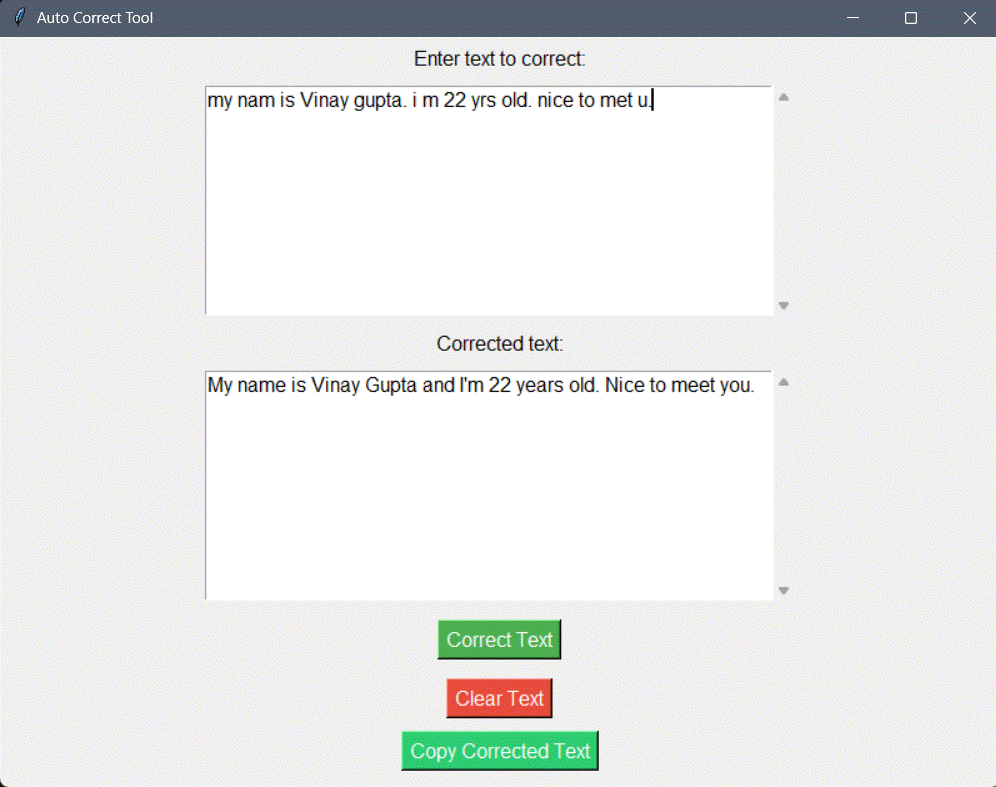 Auto Correct Tool
Enter text to correct:
my nam is Vinay gupta. i m 22 yrs old. nice to met u.
Corrected text:
My name is Vinay Gupta and I'm 22 years old. Nice to meet you.
Correct Text
Clear Text
Copy Corrected Text